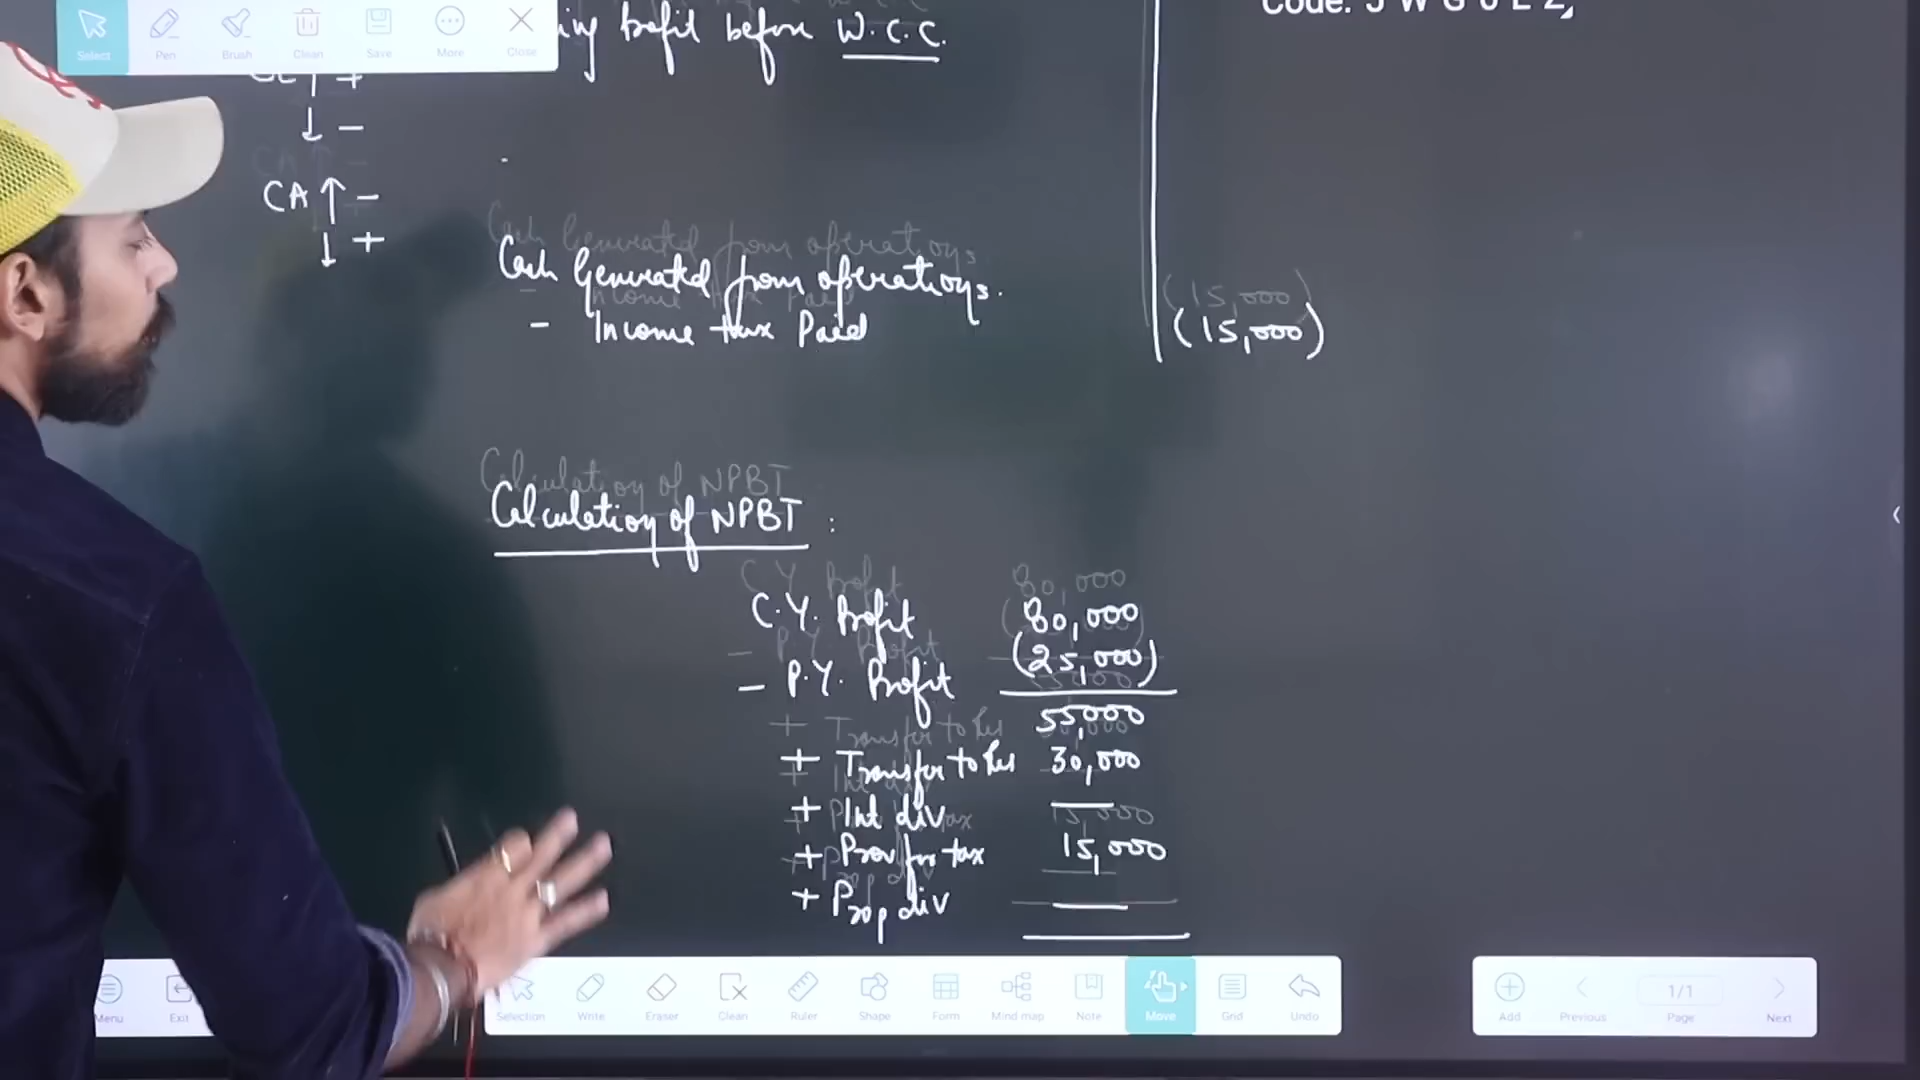 Select Pen Brush Clean Save More Close
Profit before W.C.C.
↓ −
CA ↑ −
↓ +
Cash Generated from operations.
− Income tax Paid (15,000)
Calculation of NPBT :
C.Y. Profit 80,000
− P.Y. Profit (25,000)
55,000
+ Transfer to Res 30,000
+ Int div —
+ Prov for tax 15,000
+ Prop div —
Menu Exit Selection Write Eraser Clean Ruler Shape Form Mind map Note Move Grid Undo
Add Previous 1/1 Page Next